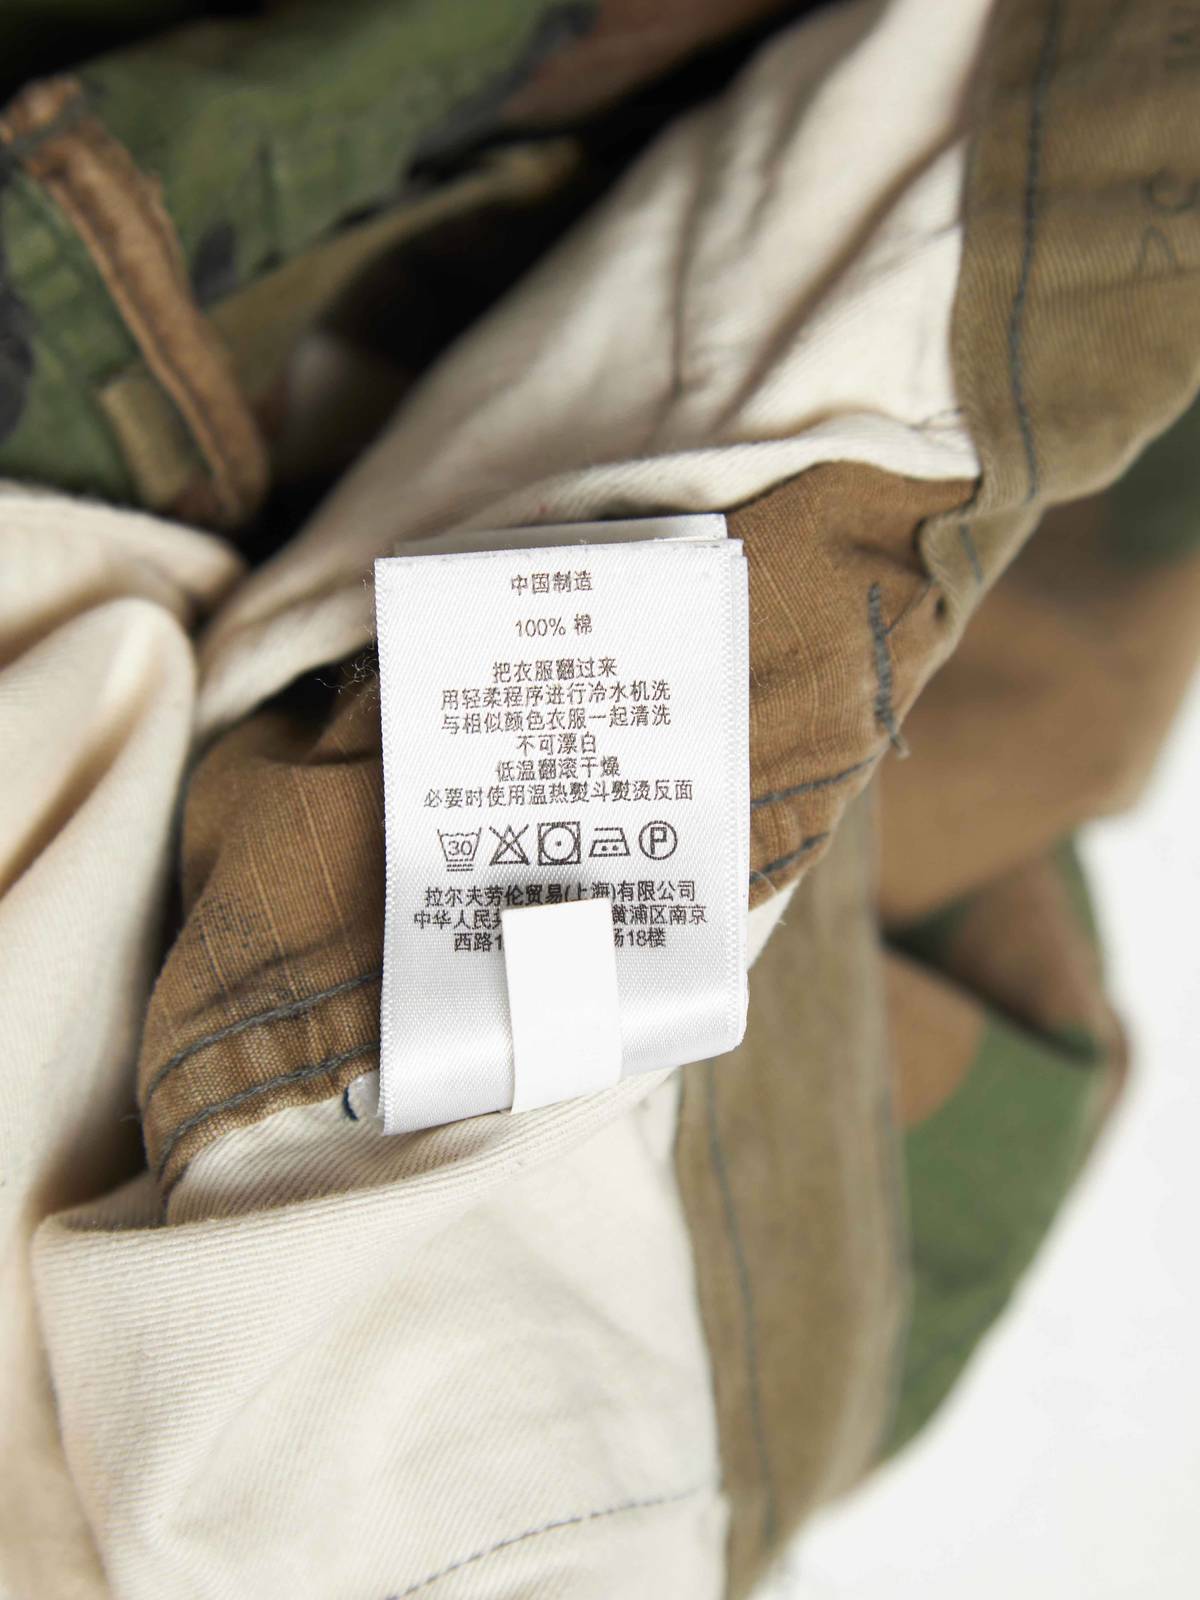 中国制造
100% 棉
把衣服翻过来
用轻柔程序进行冷水机洗
与相似颜色衣服一起清洗
不可漂白
低温翻滚干燥
必要时使用温热熨斗熨烫反面
30 P
拉尔夫劳伦贸易(上海)有限公司
中华人民 黄浦区南京
西路1 场18楼